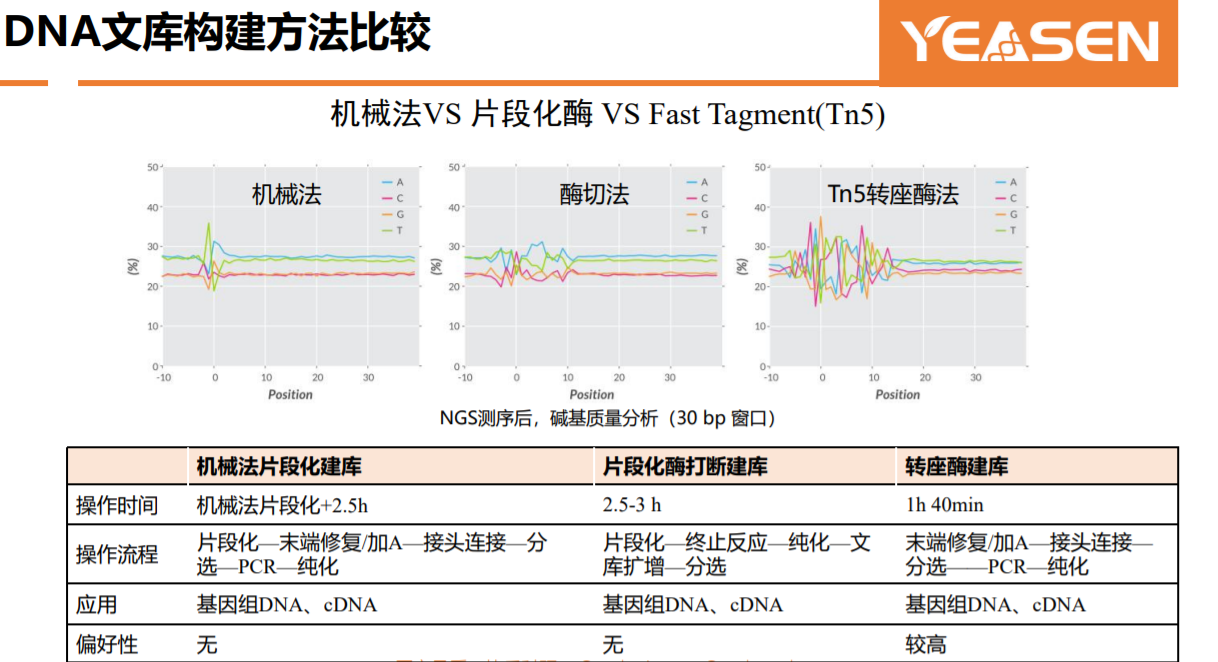 DNA文库构建方法比较
YEASEN
机械法VS 片段化酶 VS Fast Tagment(Tn5)
机械法
A
C
G
T
50
40
30
20
10
0
(%)
-10
0
10
20
30
Position
酶切法
A
C
G
T
50
40
30
20
10
0
(%)
-10
0
10
20
30
Position
Tn5转座酶法
A
C
G
T
50
40
30
20
10
0
(%)
-10
0
10
20
30
Position
NGS测序后，碱基质量分析（30 bp 窗口）
机械法片段化建库
片段化酶打断建库
转座酶建库
操作时间
机械法片段化+2.5h
2.5-3 h
1h 40min
操作流程
片段化—末端修复/加A—接头连接—分
选—PCR—纯化
片段化—终止反应—纯化—文
库扩增—分选
末端修复/加A—接头连接—
分选——PCR—纯化
应用
基因组DNA、cDNA
基因组DNA、cDNA
基因组DNA、cDNA
偏好性
无
无
较高